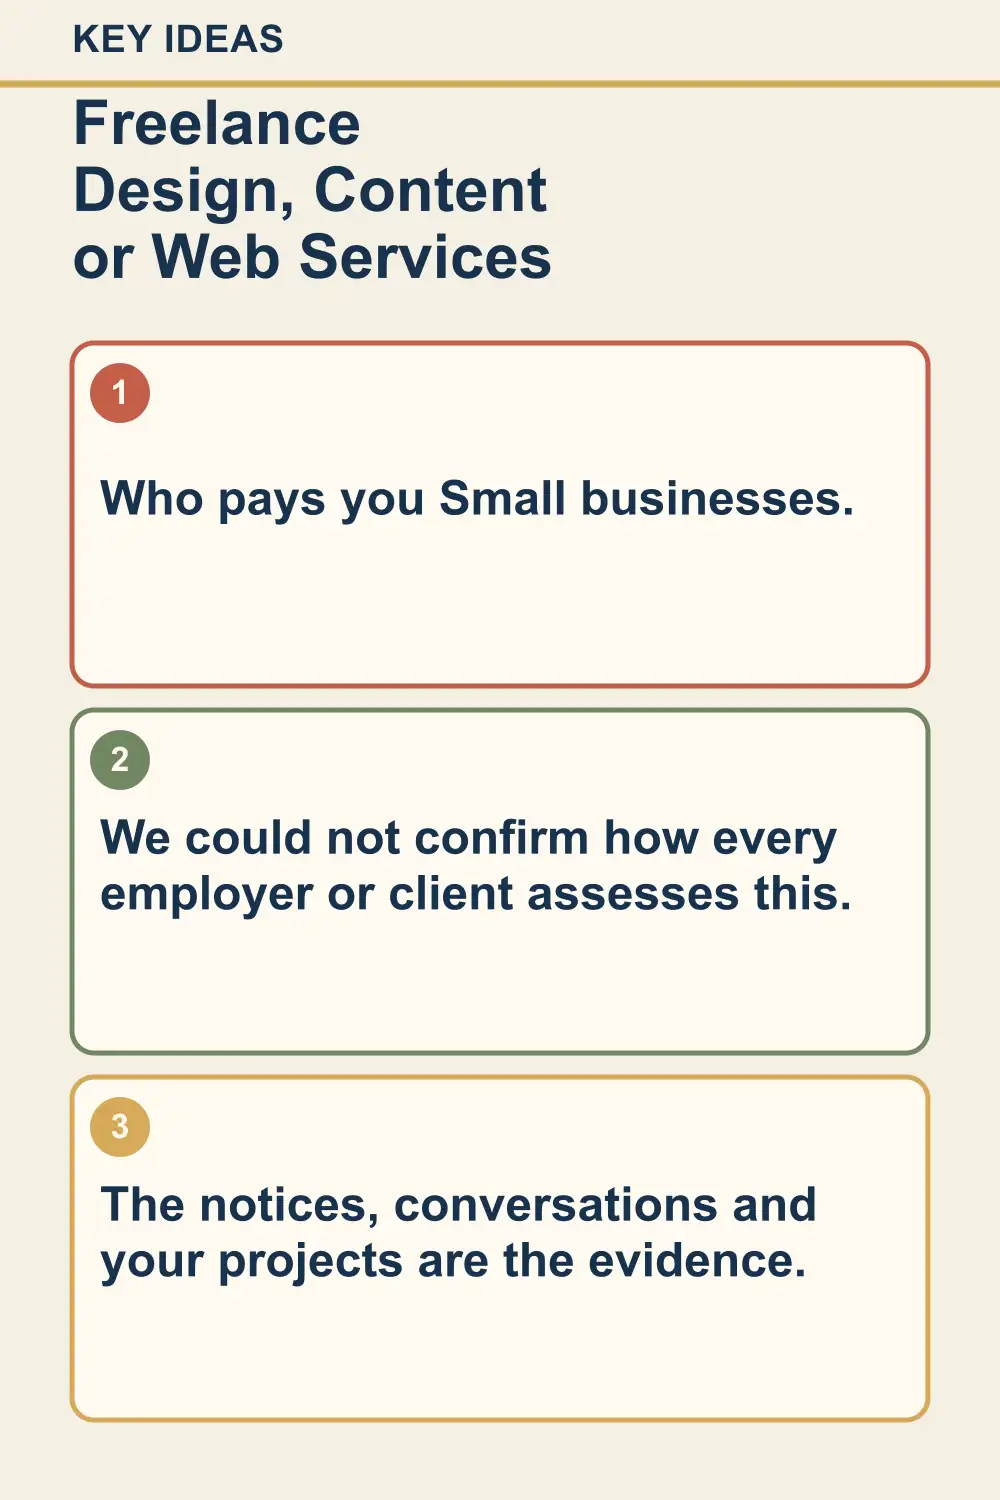 KEY IDEAS
Freelance
Design, Content
or Web Services
1
Who pays you Small businesses.
2
We could not confirm how every
employer or client assesses this.
3
The notices, conversations and
your projects are the evidence.